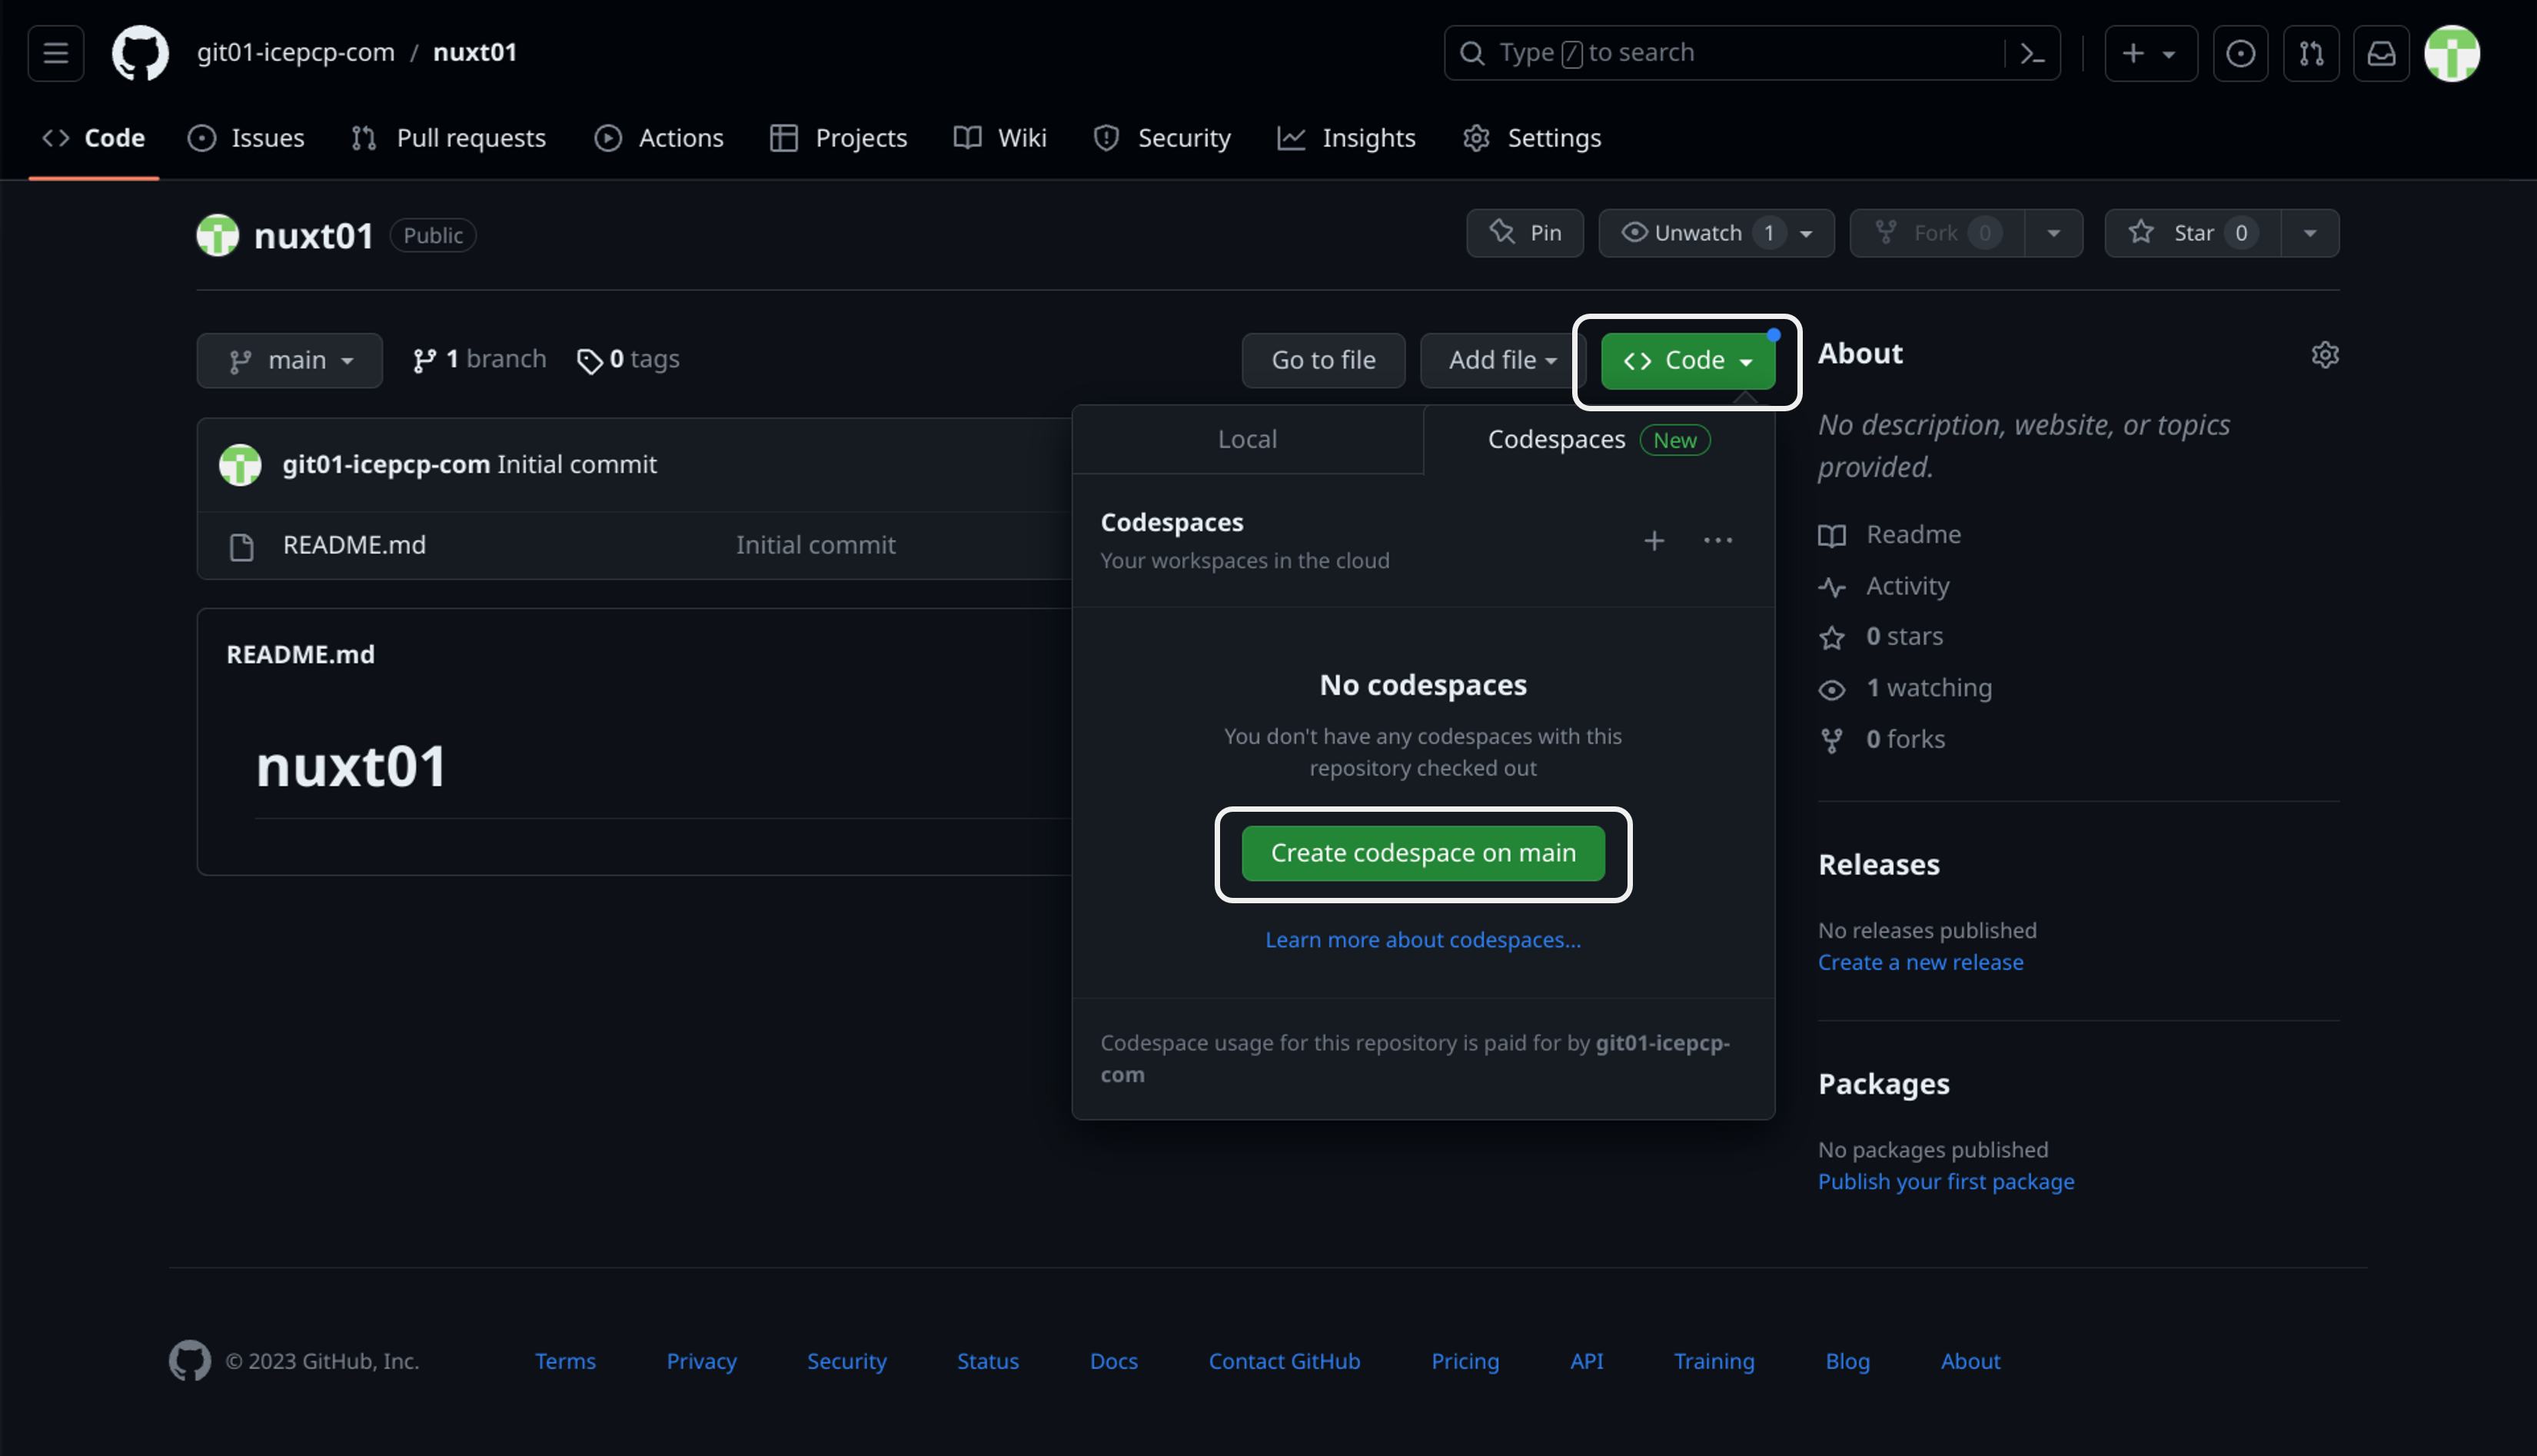 git01-icepcp-com / nuxt01
Type / to search
Code
Issues
Pull requests
Actions
Projects
Wiki
Security
Insights
Settings
nuxt01 Public
Pin
Unwatch 1
Fork 0
Star 0
main
1 branch
0 tags
Go to file
Add file
Code
Local
Codespaces New
Codespaces
Your workspaces in the cloud
No codespaces
You don't have any codespaces with this
repository checked out
Create codespace on main
Learn more about codespaces...
Codespace usage for this repository is paid for by git01-icepcp-
com
git01-icepcp-com Initial commit
README.md Initial commit
README.md
nuxt01
About
No description, website, or topics
provided.
Readme
Activity
0 stars
1 watching
0 forks
Releases
No releases published
Create a new release
Packages
No packages published
Publish your first package
© 2023 GitHub, Inc.
Terms
Privacy
Security
Status
Docs
Contact GitHub
Pricing
API
Training
Blog
About